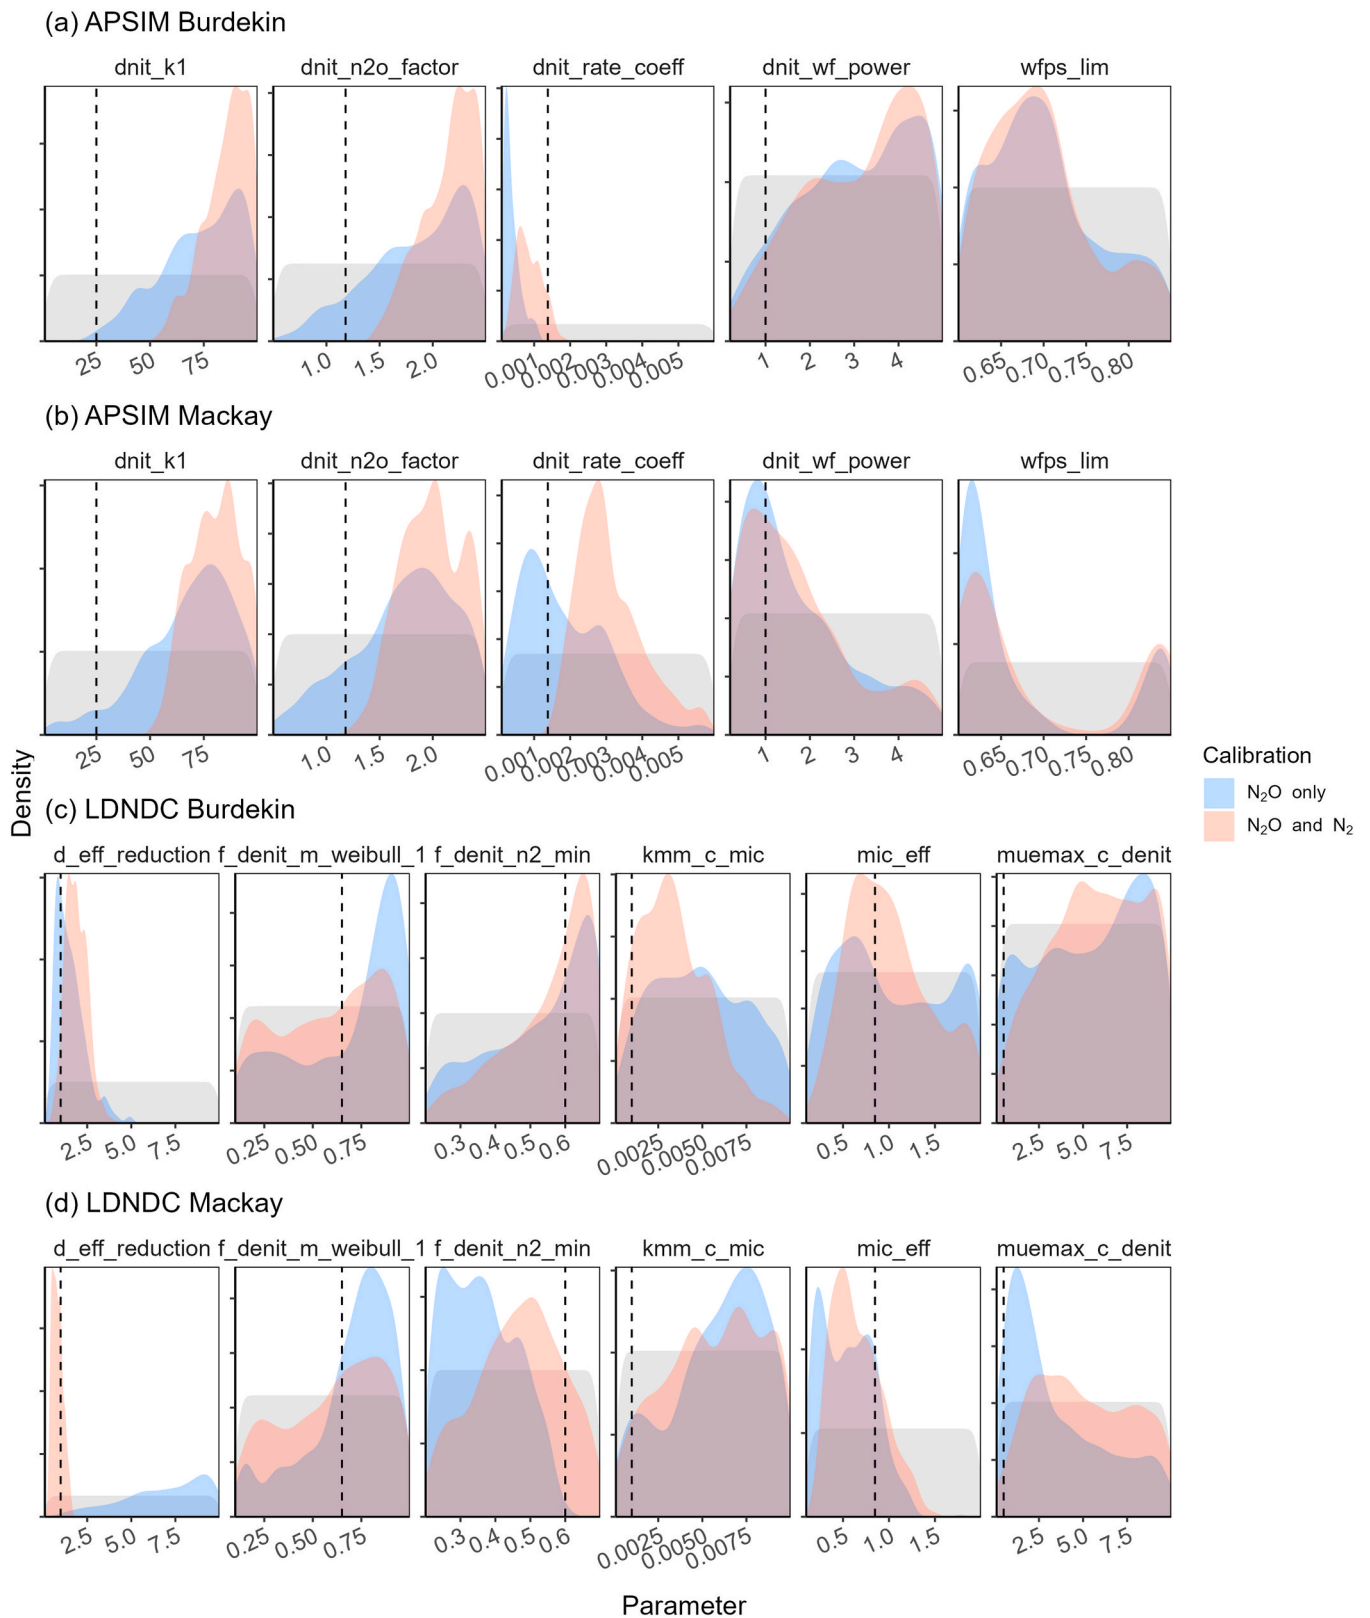 (a) APSIM Burdekin
dnit_k1 dnit_n2o_factor dnit_rate_coeff dnit_wf_power wfps_lim
25 50 75 1.0 1.5 2.0 0.001 0.002 0.003 0.004 0.005 1 2 3 4 0.65 0.70 0.75 0.80
(b) APSIM Mackay
dnit_k1 dnit_n2o_factor dnit_rate_coeff dnit_wf_power wfps_lim
25 50 75 1.0 1.5 2.0 0.001 0.002 0.003 0.004 0.005 1 2 3 4 0.65 0.70 0.75 0.80
Density
Calibration
N₂O only
N₂O and N₂
(c) LDNDC Burdekin
d_eff_reduction f_denit_m_weibull_1 f_denit_n2_min kmm_c_mic mic_eff muemax_c_denit
2.5 5.0 7.5 0.25 0.50 0.75 0.3 0.4 0.5 0.6 0.0025 0.0050 0.0075 0.5 1.0 1.5 2.5 5.0 7.5
(d) LDNDC Mackay
d_eff_reduction f_denit_m_weibull_1 f_denit_n2_min kmm_c_mic mic_eff muemax_c_denit
2.5 5.0 7.5 0.25 0.50 0.75 0.3 0.4 0.5 0.6 0.0025 0.0050 0.0075 0.5 1.0 1.5 2.5 5.0 7.5
Parameter